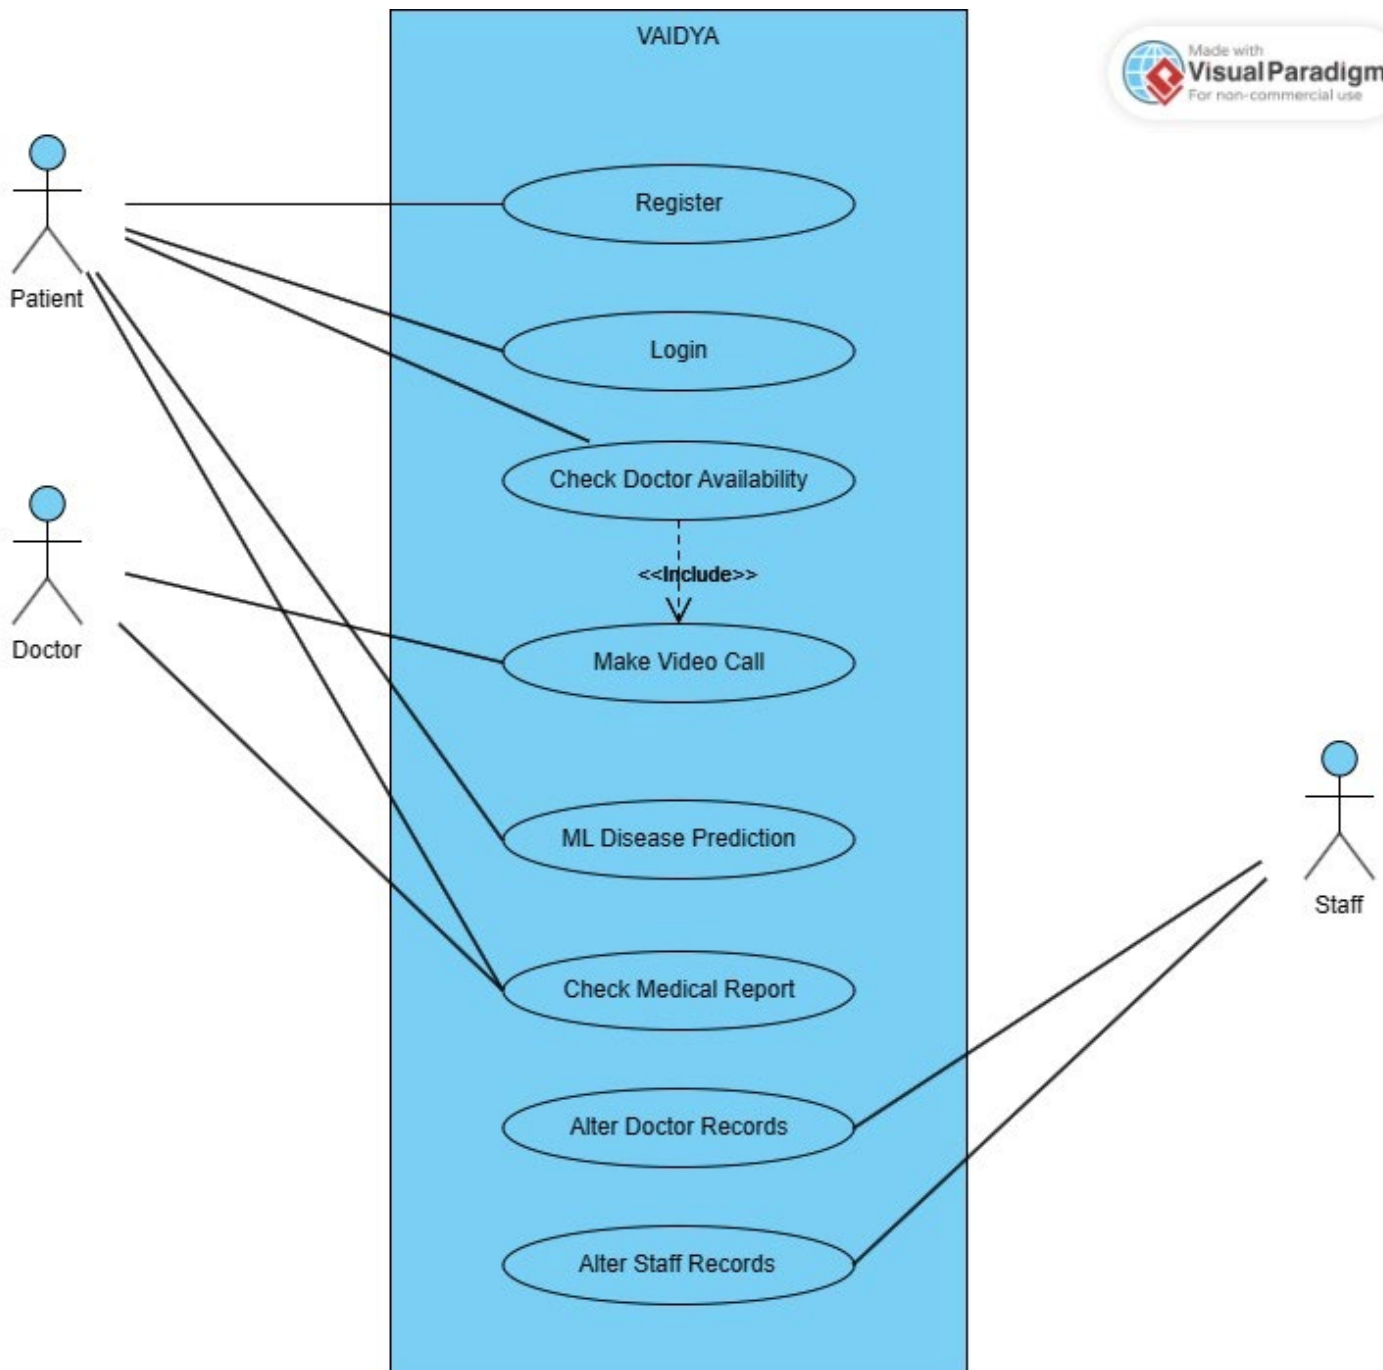 VAIDYA
Made with
Visual Paradigm
For non-commercial use
Register
Patient
Login
Check Doctor Availability
<<Include>>
Doctor
Make Video Call
ML Disease Prediction
Staff
Check Medical Report
Alter Doctor Records
Alter Staff Records